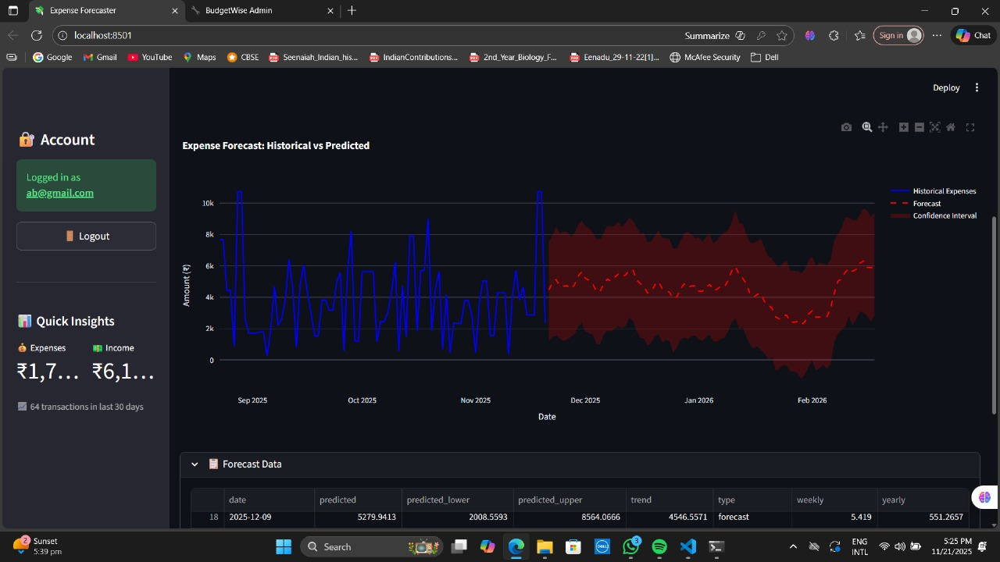 Expense Forecaster
BudgetWise Admin
localhost:8501
Summarize
Sign in
Chat
Google
Gmail
YouTube
Maps
CBSE
Seenaiah_Indian_his...
IndianContributions...
2nd_Year_Biology_F...
Eenadu_29-11-22[1]...
McAfee Security
Dell
Deploy
Account
Logged in as
ab@gmail.com
Logout
Quick Insights
Expenses
Income
₹1,7...
₹6,1...
64 transactions in last 30 days
Expense Forecast: Historical vs Predicted
Historical Expenses
Forecast
Confidence Interval
Amount (₹)
10k
8k
6k
4k
2k
0
Sep 2025
Oct 2025
Nov 2025
Dec 2025
Jan 2026
Feb 2026
Date
Forecast Data
date predicted predicted_lower predicted_upper trend type weekly yearly
18 2025-12-09 5279.9413 2008.5593 8564.0666 4546.5571 forecast 5.419 551.2657
2
Sunset
5:39 pm
Search
3
ENG
INTL
5:25 PM
11/21/2025